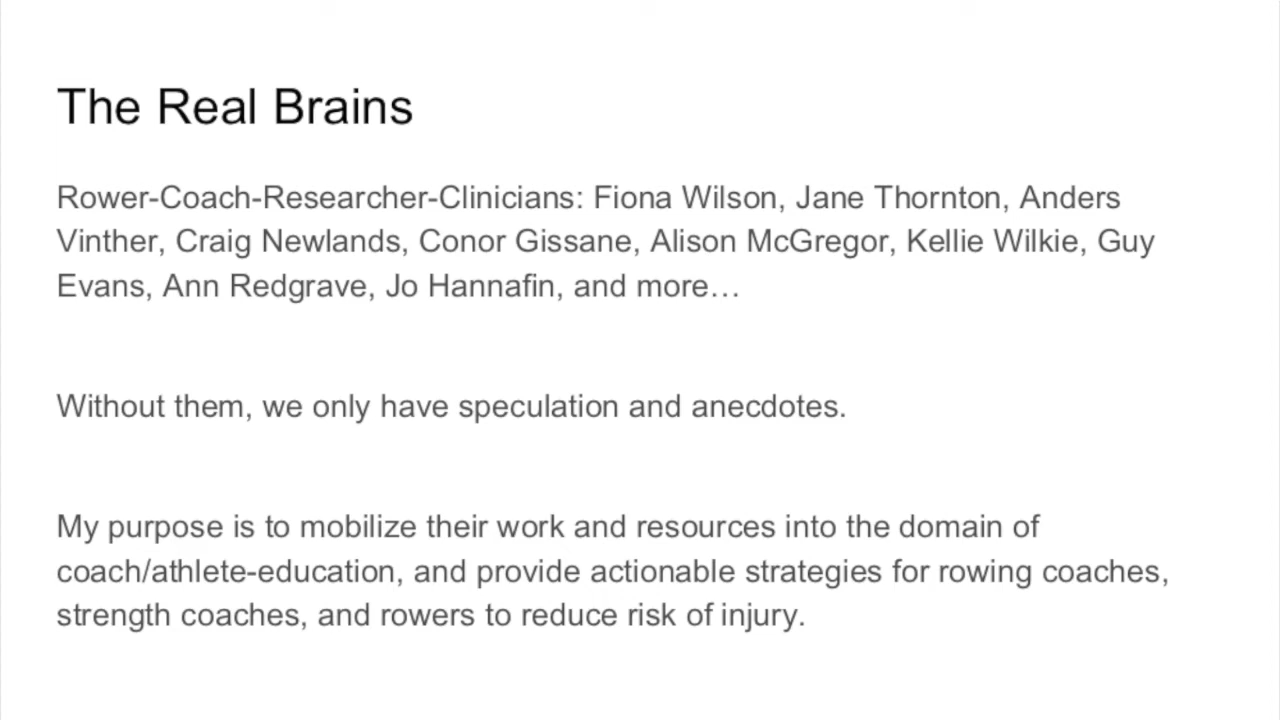 The Real Brains
Rower-Coach-Researcher-Clinicians: Fiona Wilson, Jane Thornton, Anders
Vinther, Craig Newlands, Conor Gissane, Alison McGregor, Kellie Wilkie, Guy
Evans, Ann Redgrave, Jo Hannafin, and more…
Without them, we only have speculation and anecdotes.
My purpose is to mobilize their work and resources into the domain of
coach/athlete-education, and provide actionable strategies for rowing coaches,
strength coaches, and rowers to reduce risk of injury.